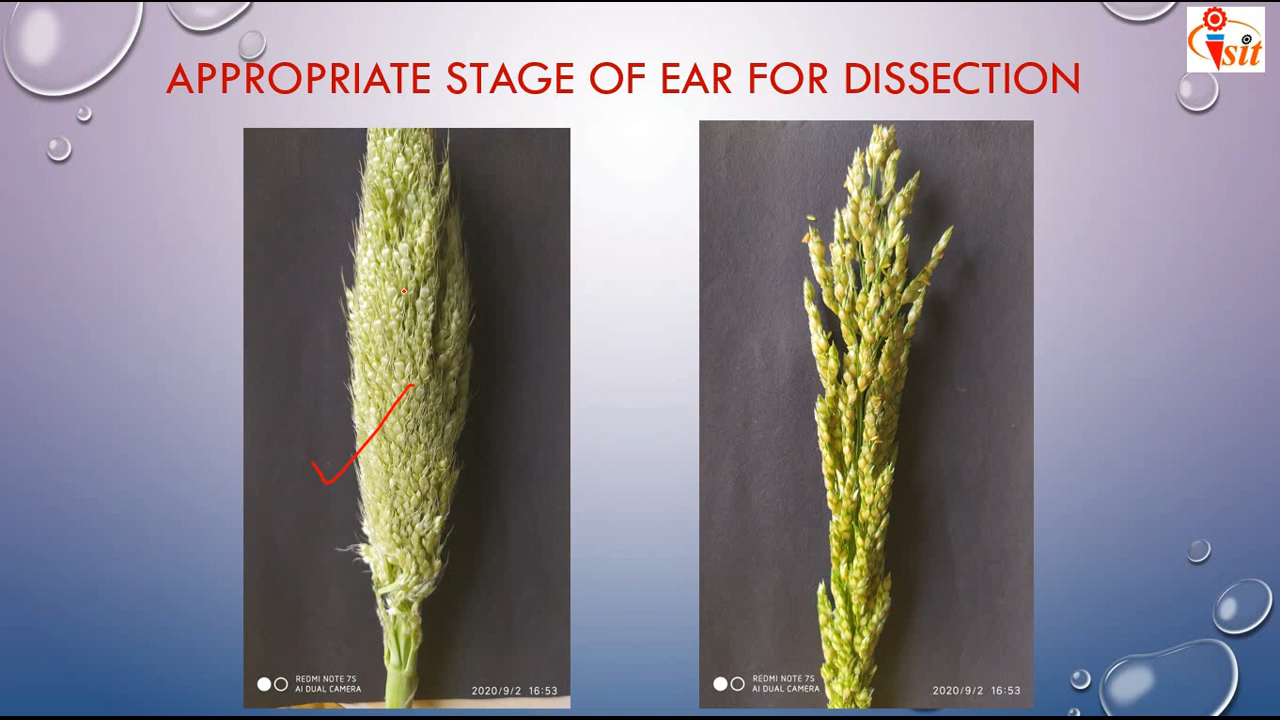 APPROPRIATE STAGE OF EAR FOR DISSECTION
isit
REDMI NOTE 7S
AI DUAL CAMERA
2020/9/2 16:53
REDMI NOTE 7S
AI DUAL CAMERA
2020/9/2 16:53